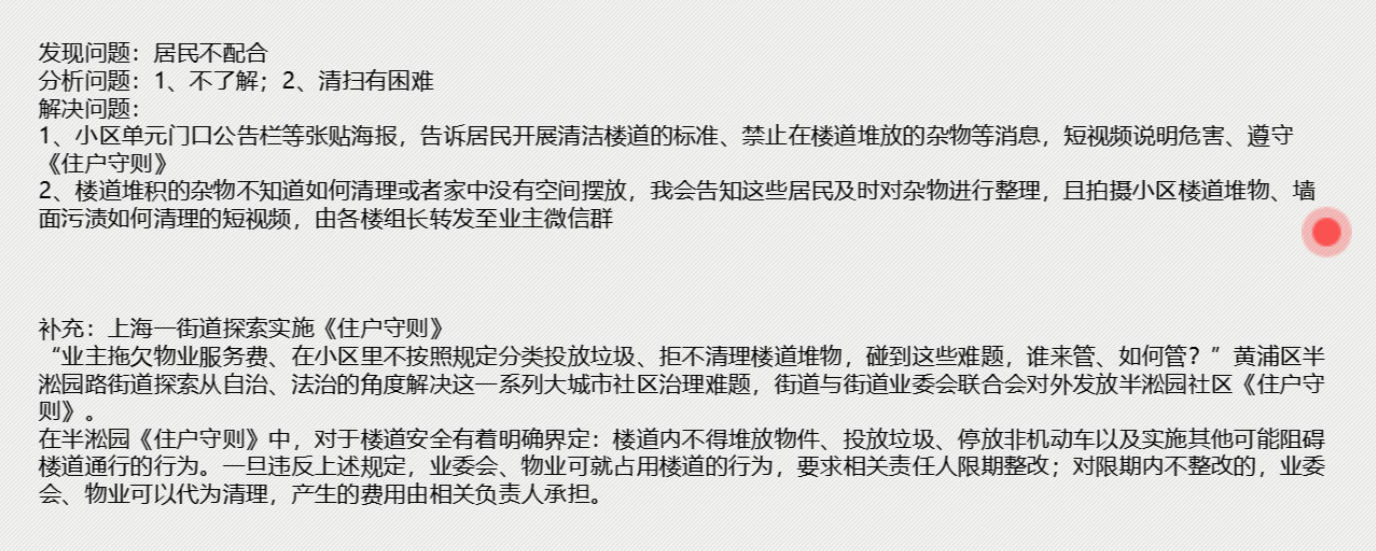 发现问题：居民不配合
分析问题：1、不了解；2、清扫有困难
解决问题：
1、小区单元门口公告栏等张贴海报，告诉居民开展清洁楼道的标准、禁止在楼道堆放的杂物等消息，短视频说明危害、遵守
《住户守则》
2、楼道堆积的杂物不知道如何清理或者家中没有空间摆放，我会告知这些居民及时对杂物进行整理，且拍摄小区楼道堆物、墙
面污渍如何清理的短视频，由各楼组长转发至业主微信群
补充：上海一街道探索实施《住户守则》
“业主拖欠物业服务费、在小区里不按照规定分类投放垃圾、拒不清理楼道堆物，碰到这些难题，谁来管、如何管？”黄浦区半
淞园路街道探索从自治、法治的角度解决这一系列大城市社区治理难题，街道与街道业委会联合会对外发放半淞园社区《住户守
则》。
在半淞园《住户守则》中，对于楼道安全有着明确界定：楼道内不得堆放物件、投放垃圾、停放非机动车以及实施其他可能阻碍
楼道通行的行为。一旦违反上述规定，业委会、物业可就占用楼道的行为，要求相关责任人限期整改；对限期内不整改的，业委
会、物业可以代为清理，产生的费用由相关负责人承担。